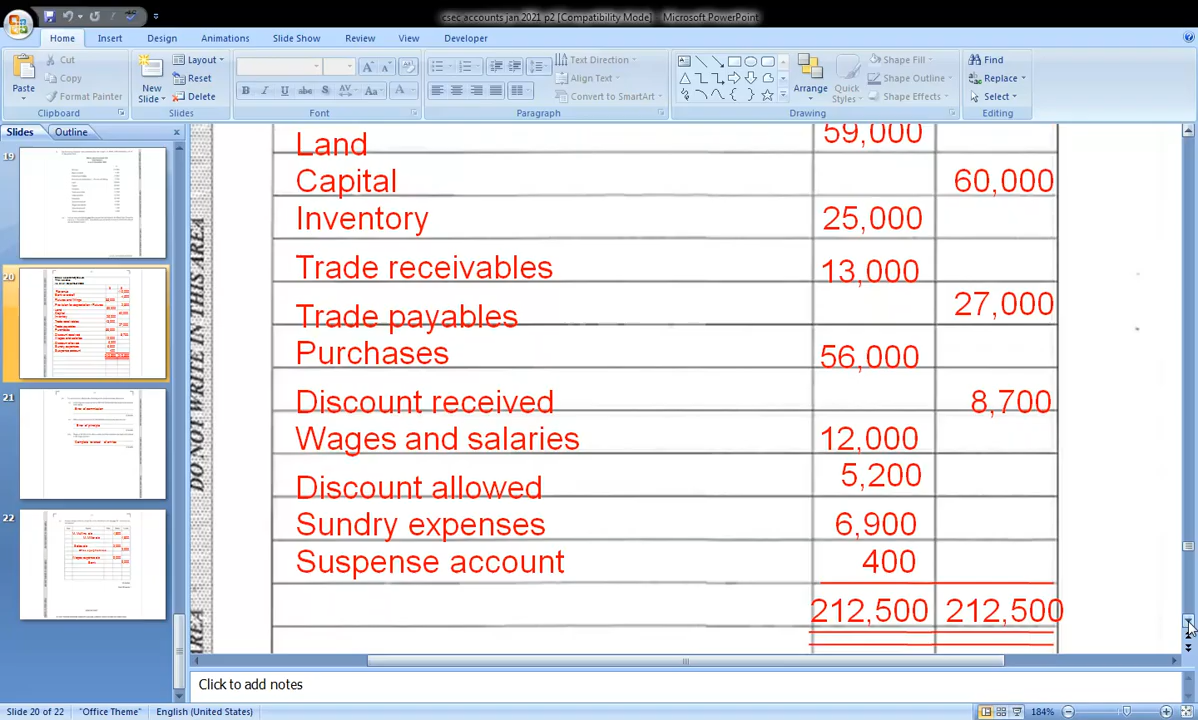 csec accounts jan 2021 p2 [Compatibility Mode] - Microsoft PowerPoint
Home Insert Design Animations Slide Show Review View Developer
Cut
Copy
Format Painter
Paste
Clipboard
New
Slide
Layout
Reset
Delete
Slides
B I U abc S AV Aa A
Font
Paragraph
Text Direction
Align Text
Convert to SmartArt
Arrange
Quick
Styles
Shape Fill
Shape Outline
Shape Effects
Drawing
Find
Replace
Select
Editing
Slides Outline
19
20
21
22
DO NOT WRITE IN THIS AREA
AREA
Land 59,000
Capital 60,000
Inventory 25,000
Trade receivables 13,000
Trade payables 27,000
Purchases 56,000
Discount received 8,700
Wages and salaries 12,000
Discount allowed 5,200
Sundry expenses 6,900
Suspense account 400
212,500 212,500
Click to add notes
Slide 20 of 22 "Office Theme" English (United States) 184%